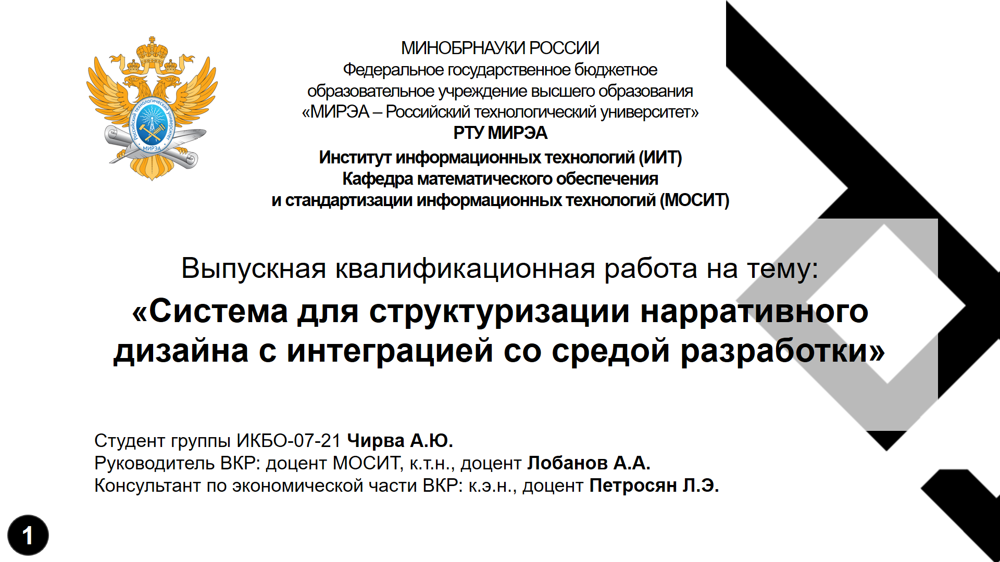 МИНОБРНАУКИ РОССИИ
Федеральное государственное бюджетное
образовательное учреждение высшего образования
«МИРЭА – Российский технологический университет»
РТУ МИРЭА
Институт информационных технологий (ИИТ)
Кафедра математического обеспечения
и стандартизации информационных технологий (МОСИТ)
Российский технологический университет
МИРЭА
Выпускная квалификационная работа на тему:
«Система для структуризации нарративного
дизайна с интеграцией со средой разработки»
Студент группы ИКБО-07-21 Чирва А.Ю.
Руководитель ВКР: доцент МОСИТ, к.т.н., доцент Лобанов А.А.
Консультант по экономической части ВКР: к.э.н., доцент Петросян Л.Э.
1